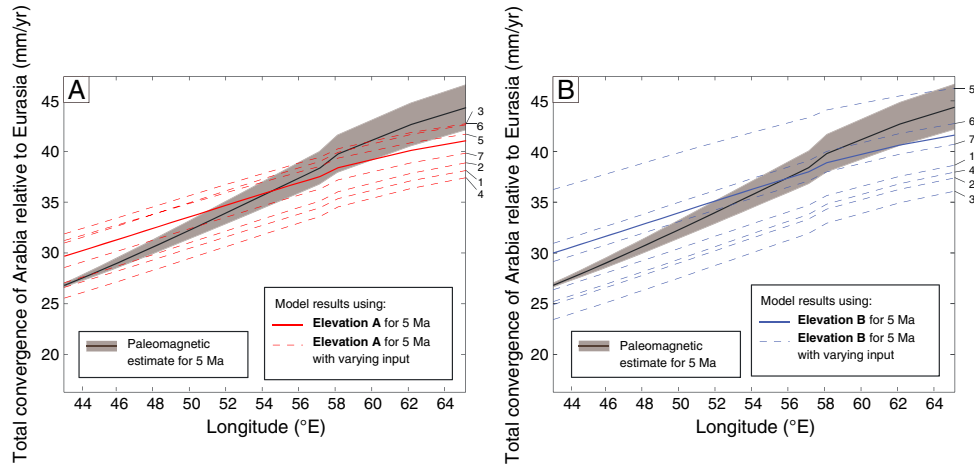 Total convergence of Arabia relative to Eurasia (mm/yr)
A
45
40
35
30
25
20
3
6
5
7
2
1
4
Paleomagnetic
estimate for 5 Ma
Model results using:
Elevation A for 5 Ma
Elevation A for 5 Ma
with varying input
44 46 48 50 52 54 56 58 60 62 64
Longitude (°E)
Total convergence of Arabia relative to Eurasia (mm/yr)
B
45
40
35
30
25
20
5
6
7
1
4
2
3
Paleomagnetic
estimate for 5 Ma
Model results using:
Elevation B for 5 Ma
Elevation B for 5 Ma
with varying input
44 46 48 50 52 54 56 58 60 62 64
Longitude (°E)